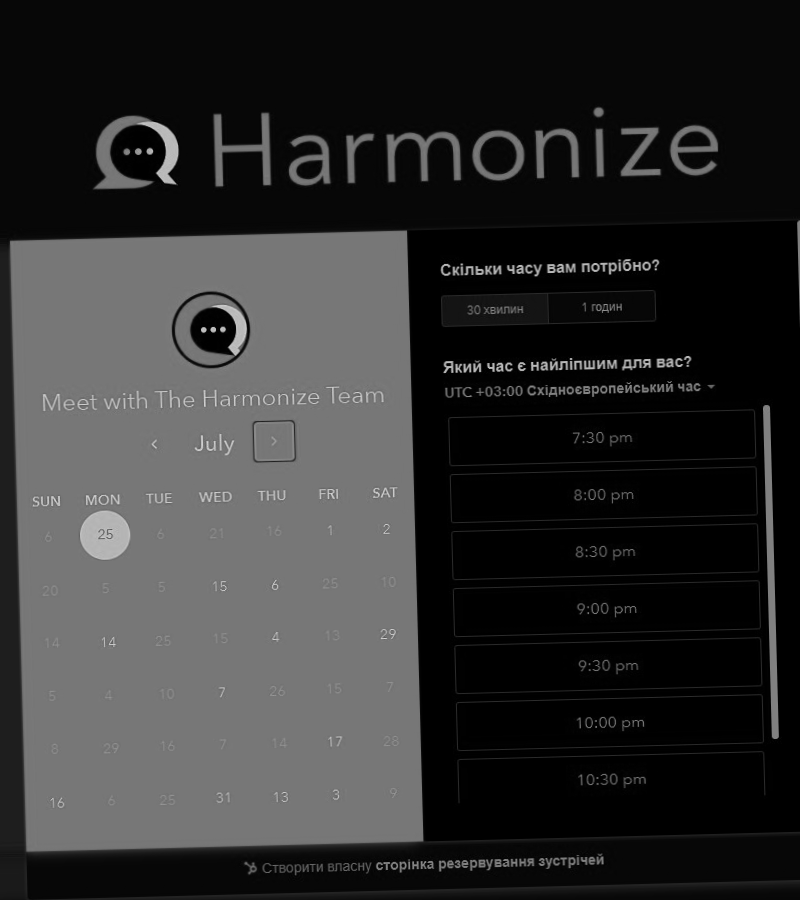 Harmonize
Meet with The Harmonize Team
July
SUN MON TUE WED THU FRI SAT
6 25 6 21 16 1 2
20 5 5 15 6 25 10
14 14 25 15 4 13 29
5 4 10 7 26 15 7
8 29 16 7 14 17 28
16 6 25 31 13 3 9
Скільки часу вам потрібно?
30 хвилин 1 годин
Який час є найліпшим для вас?
UTC +03:00 Східноєвропейський час
7:30 pm
8:00 pm
8:30 pm
9:00 pm
9:30 pm
10:00 pm
10:30 pm
Створити власну сторінка резервування зустрічей